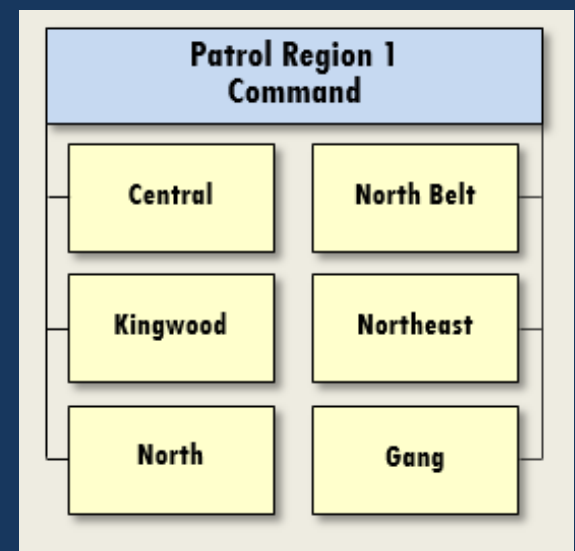 Patrol Region 1
Command
Central
North Belt
Kingwood
Northeast
North
Gang